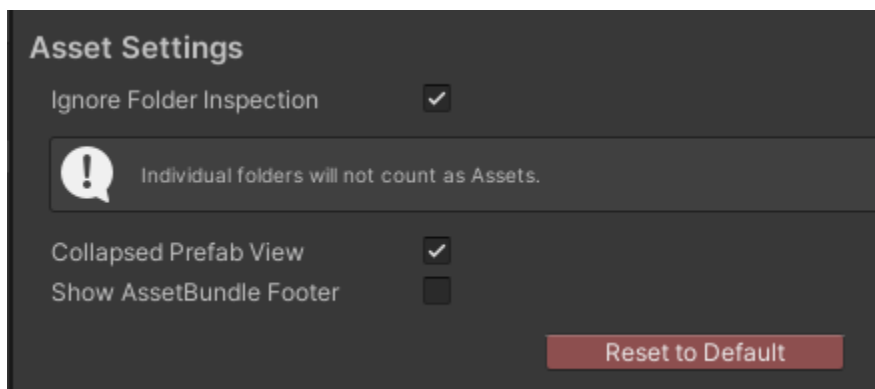 Asset Settings
Ignore Folder Inspection
Individual folders will not count as Assets.
Collapsed Prefab View
Show AssetBundle Footer
Reset to Default